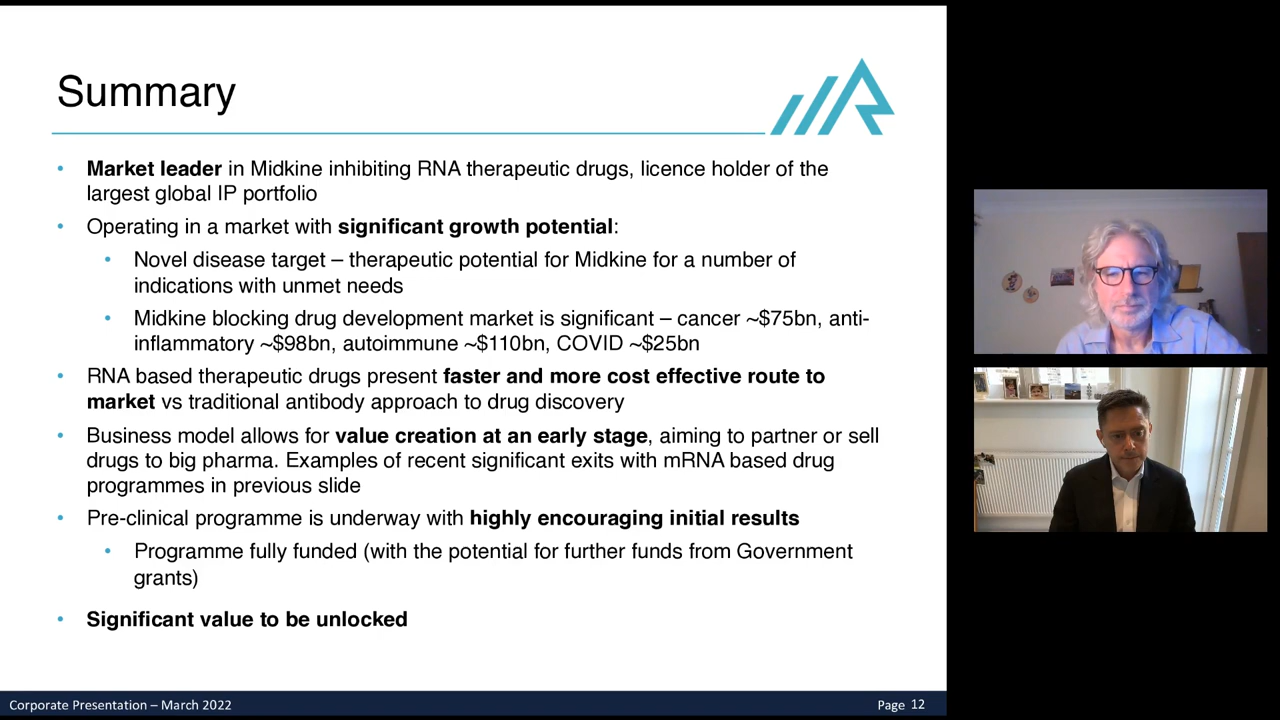 Summary
• Market leader in Midkine inhibiting RNA therapeutic drugs, licence holder of the
largest global IP portfolio
• Operating in a market with significant growth potential:
• Novel disease target – therapeutic potential for Midkine for a number of
indications with unmet needs
• Midkine blocking drug development market is significant – cancer ~$75bn, anti-
inflammatory ~$98bn, autoimmune ~$110bn, COVID ~$25bn
• RNA based therapeutic drugs present faster and more cost effective route to
market vs traditional antibody approach to drug discovery
• Business model allows for value creation at an early stage, aiming to partner or sell
drugs to big pharma. Examples of recent significant exits with mRNA based drug
programmes in previous slide
• Pre-clinical programme is underway with highly encouraging initial results
• Programme fully funded (with the potential for further funds from Government
grants)
• Significant value to be unlocked
Corporate Presentation – March 2022
Page 12